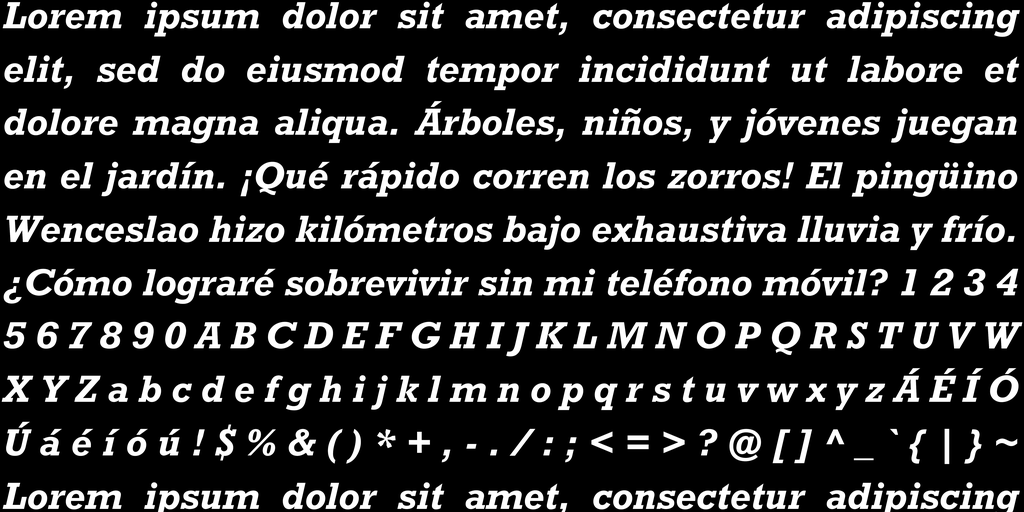 Lorem ipsum dolor sit amet, consectetur adipiscing
elit, sed do eiusmod tempor incididunt ut labore et
dolore magna aliqua. Árboles, niños, y jóvenes juegan
en el jardín. ¡Qué rápido corren los zorros! El pingüino
Wenceslao hizo kilómetros bajo exhaustiva lluvia y frío.
¿Cómo lograré sobrevivir sin mi teléfono móvil? 1 2 3 4
5 6 7 8 9 0 A B C D E F G H I J K L M N O P Q R S T U V W
X Y Z a b c d e f g h i j k l m n o p q r s t u v w x y z Á É Í Ó
Ú á é í ó ú ! $ % & ( ) * + , - . / : ; < = > ? @ [ ] ^ _ ` { | } ~
Lorem ipsum dolor sit amet, consectetur adipiscing